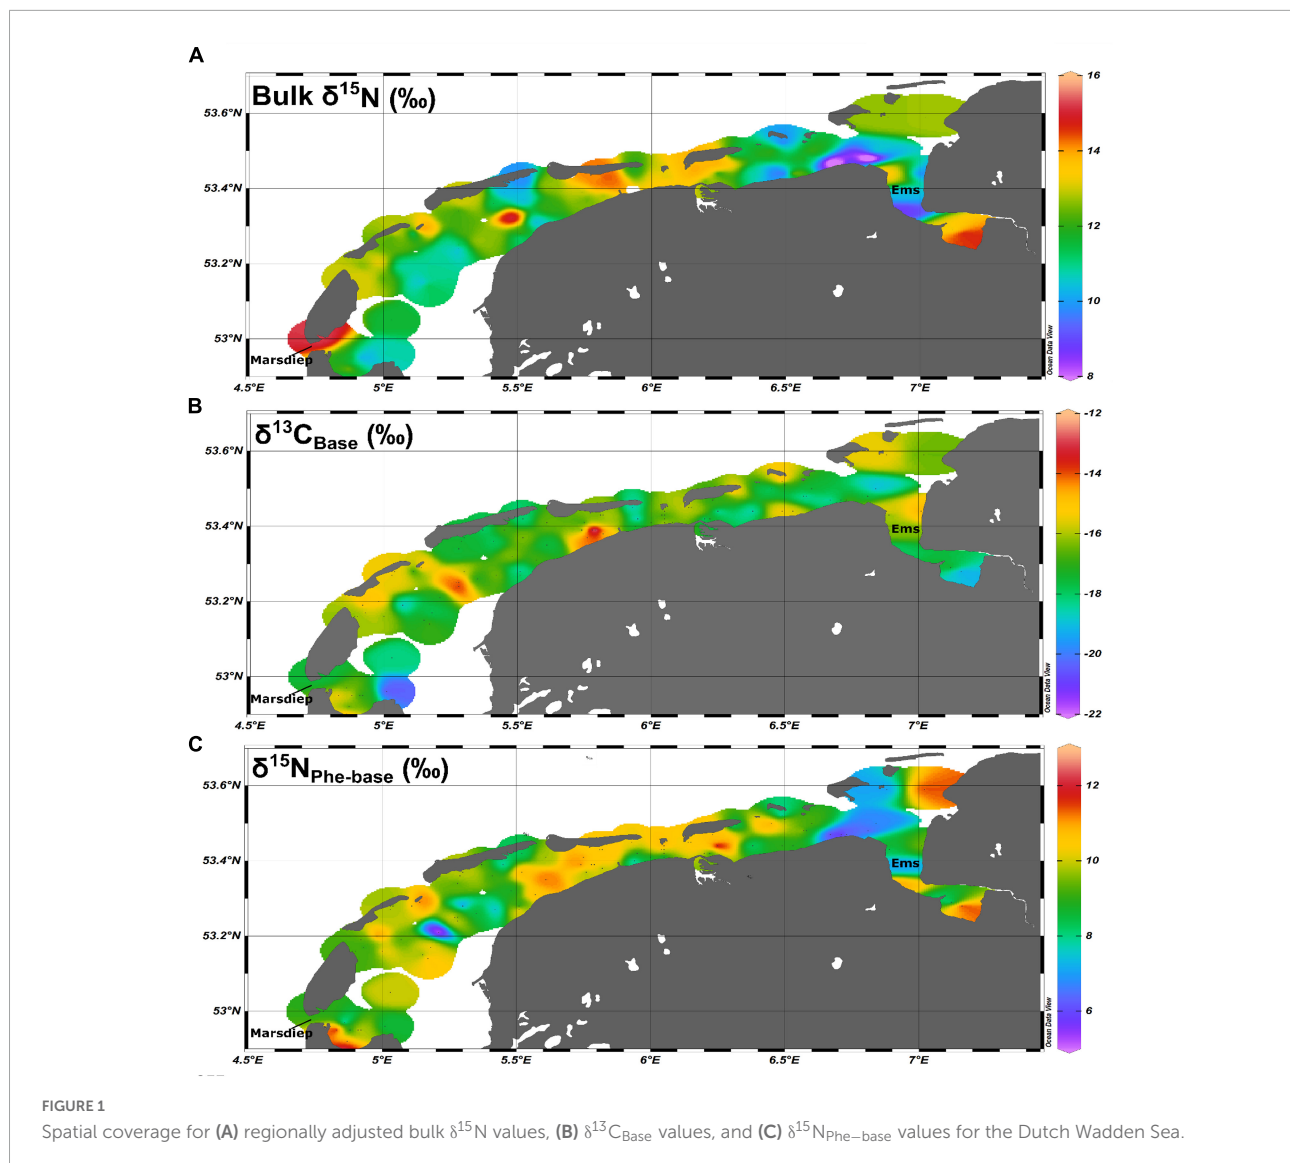 A
Bulk δ15N (‰)
53.6°N
53.4°N
53.2°N
53°N
Ems
Marsdiep
4.5°E
5°E
5.5°E
6°E
6.5°E
7°E
16
14
12
10
8
Ocean Data View
B
δ13CBase (‰)
53.6°N
53.4°N
53.2°N
53°N
Ems
Marsdiep
4.5°E
5°E
5.5°E
6°E
6.5°E
7°E
-12
-14
-16
-18
-20
-22
Ocean Data View
C
δ15NPhe-base (‰)
53.6°N
53.4°N
53.2°N
53°N
Ems
Marsdiep
4.5°E
5°E
5.5°E
6°E
6.5°E
7°E
12
10
8
6
Ocean Data View
FIGURE 1
Spatial coverage for (A) regionally adjusted bulk δ15N values, (B) δ13CBase values, and (C) δ15NPhe−base values for the Dutch Wadden Sea.